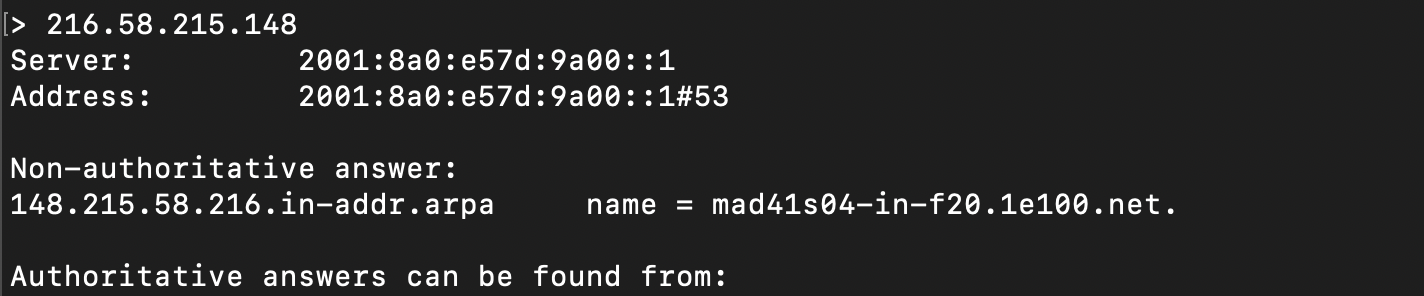 [> 216.58.215.148
Server:		2001:8a0:e57d:9a00::1
Address:	2001:8a0:e57d:9a00::1#53
Non-authoritative answer:
148.215.58.216.in-addr.arpa	name = mad41s04-in-f20.1e100.net.
Authoritative answers can be found from: